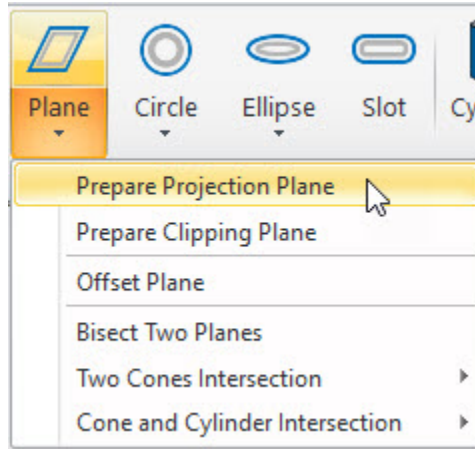 Plane Circle Ellipse Slot Cy
Prepare Projection Plane
Prepare Clipping Plane
Offset Plane
Bisect Two Planes
Two Cones Intersection
Cone and Cylinder Intersection